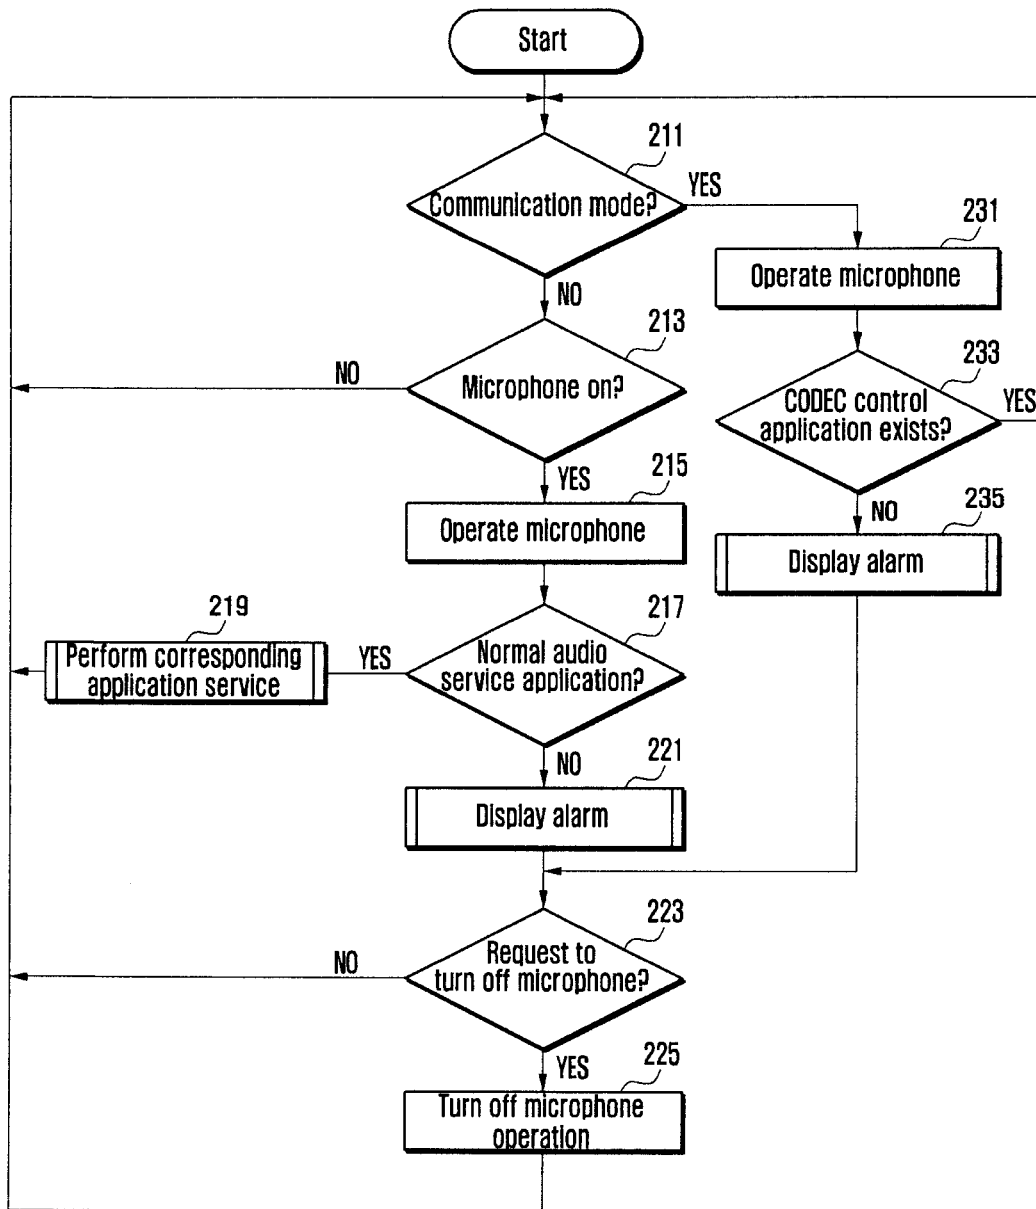 Start
211
Communication mode?
YES
NO
231
Operate microphone
213
Microphone on?
NO
YES
233
CODEC control
application exists?
YES
NO
215
Operate microphone
235
Display alarm
217
Normal audio
service application?
YES
NO
219
Perform corresponding
application service
221
Display alarm
223
Request to
turn off microphone?
NO
YES
225
Turn off microphone
operation